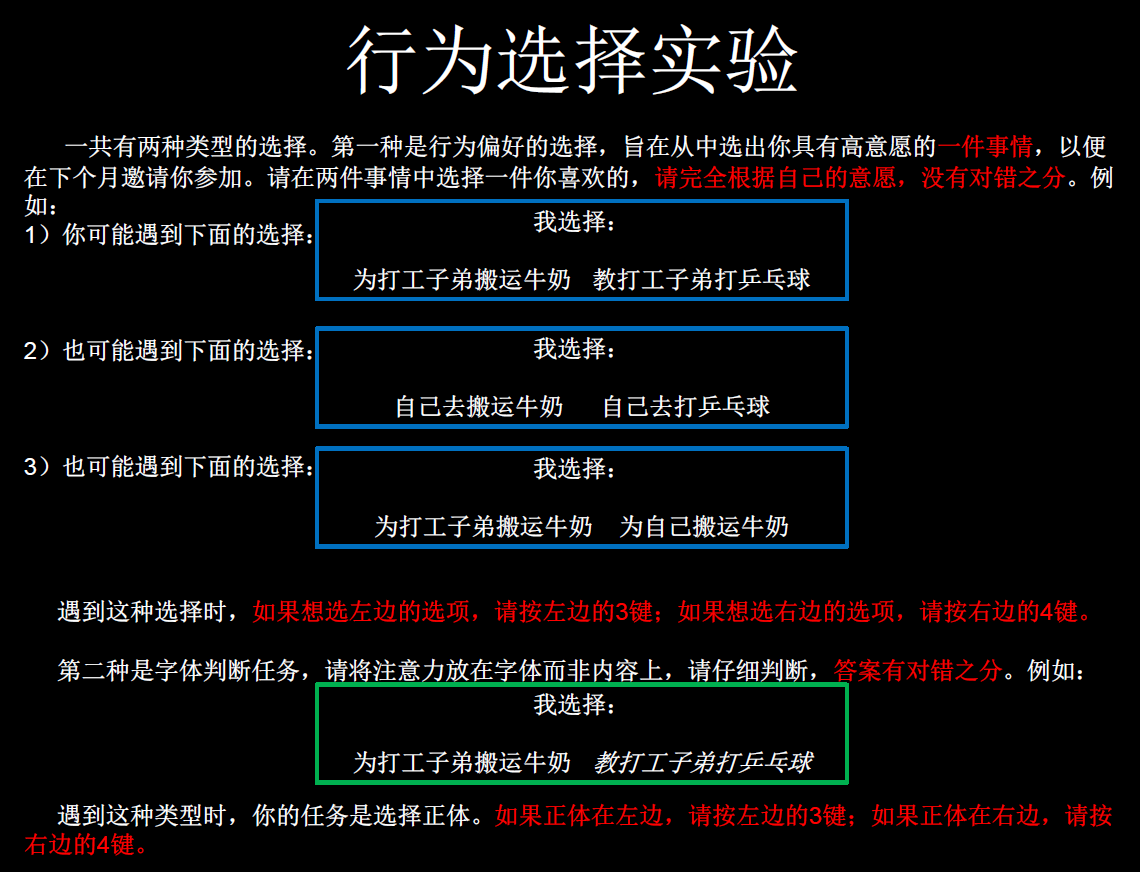 行为选择实验
一共有两种类型的选择。第一种是行为偏好的选择，旨在从中选出你具有高意愿的一件事情，以便
在下个月邀请你参加。请在两件事情中选择一件你喜欢的，请完全根据自己的意愿，没有对错之分。例
如：
1）你可能遇到下面的选择：
我选择：
为打工子弟搬运牛奶 教打工子弟打乒乓球
2）也可能遇到下面的选择：
我选择：
自己去搬运牛奶 自己去打乒乓球
3）也可能遇到下面的选择：
我选择：
为打工子弟搬运牛奶 为自己搬运牛奶
遇到这种选择时，如果想选左边的选项，请按左边的3键；如果想选右边的选项，请按右边的4键。
第二种是字体判断任务，请将注意力放在字体而非内容上，请仔细判断，答案有对错之分。例如：
我选择：
为打工子弟搬运牛奶 教打工子弟打乒乓球
遇到这种类型时，你的任务是选择正体。如果正体在左边，请按左边的3键；如果正体在右边，请按
右边的4键。